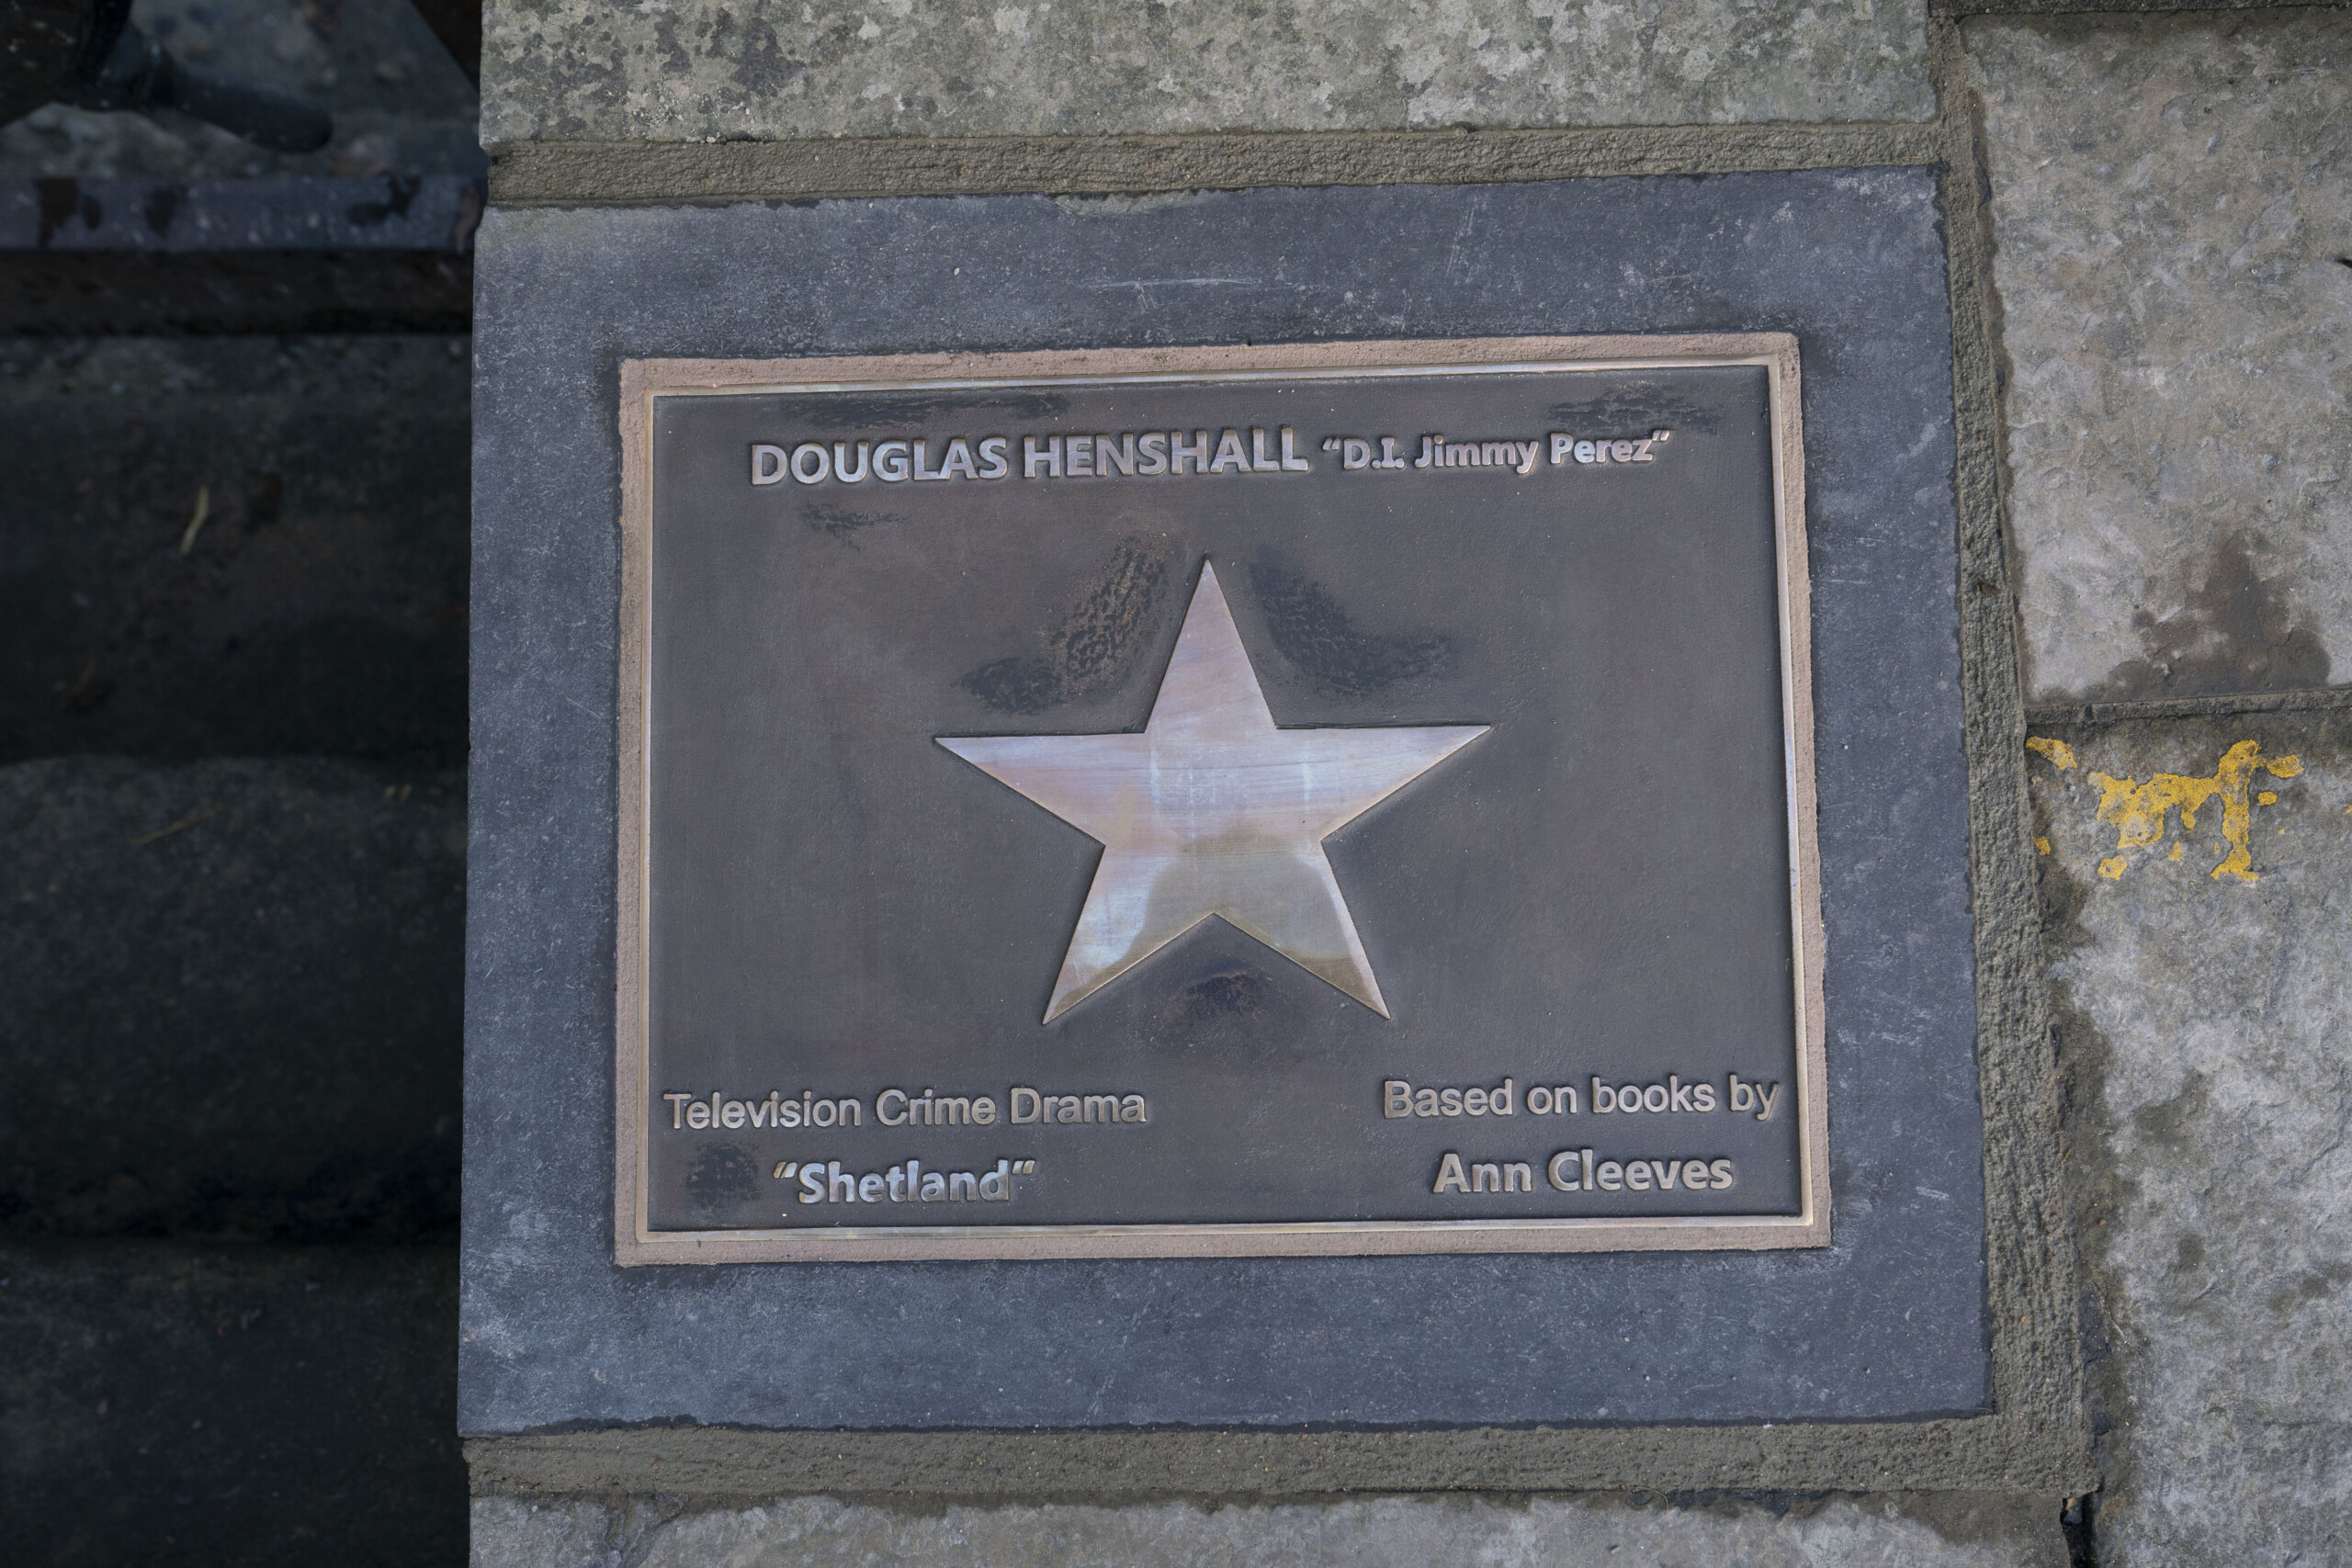 DOUGLAS HENSHALL “D.I. Jimmy Perez”
Television Crime Drama
“Shetland”
Based on books by
Ann Cleeves